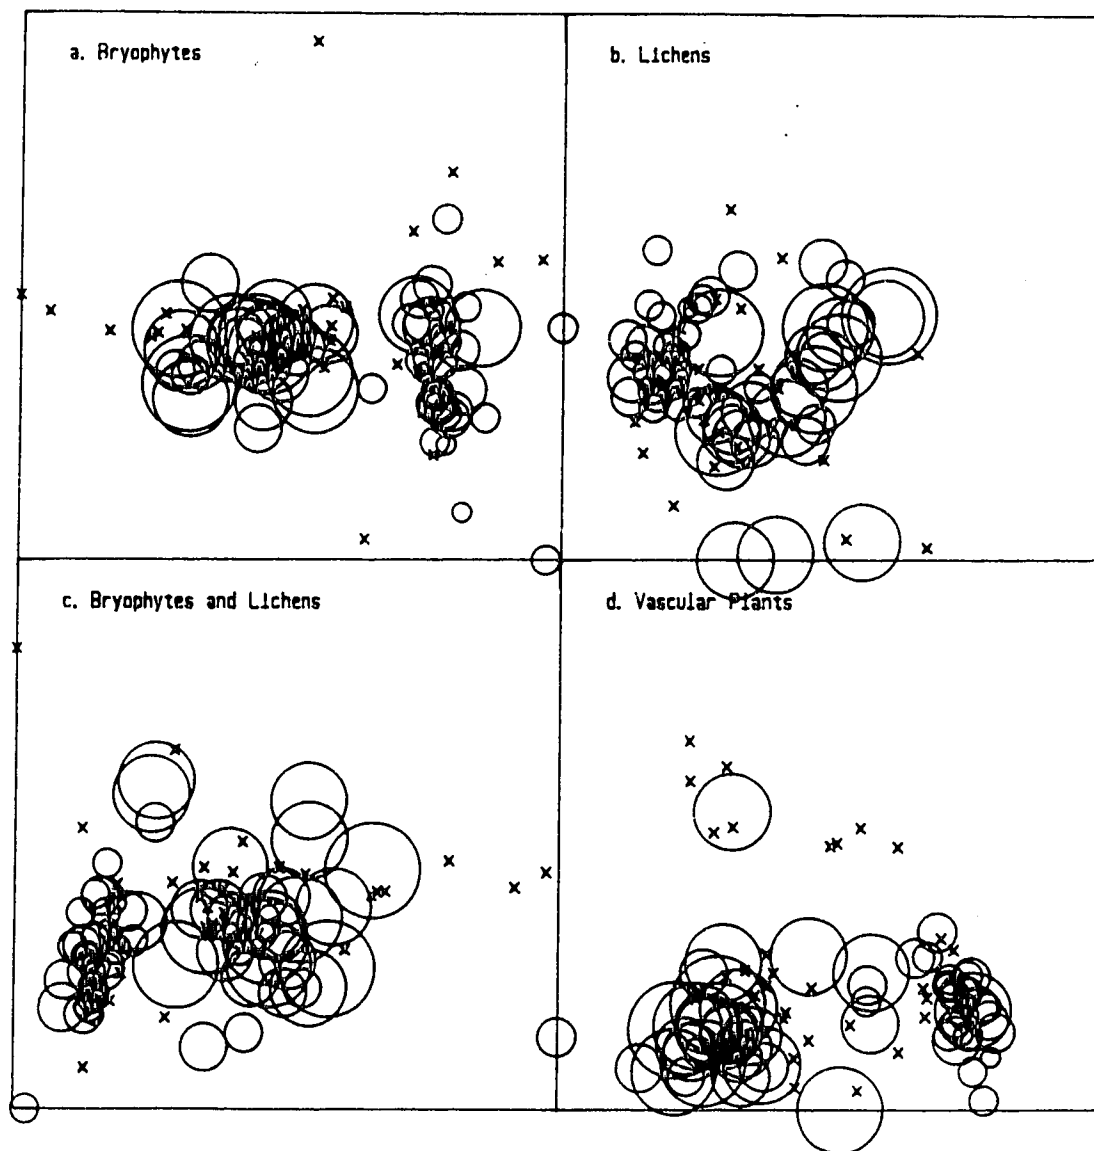 a. Bryophytes
b. Lichens
c. Bryophytes and Lichens
d. Vascular Plants